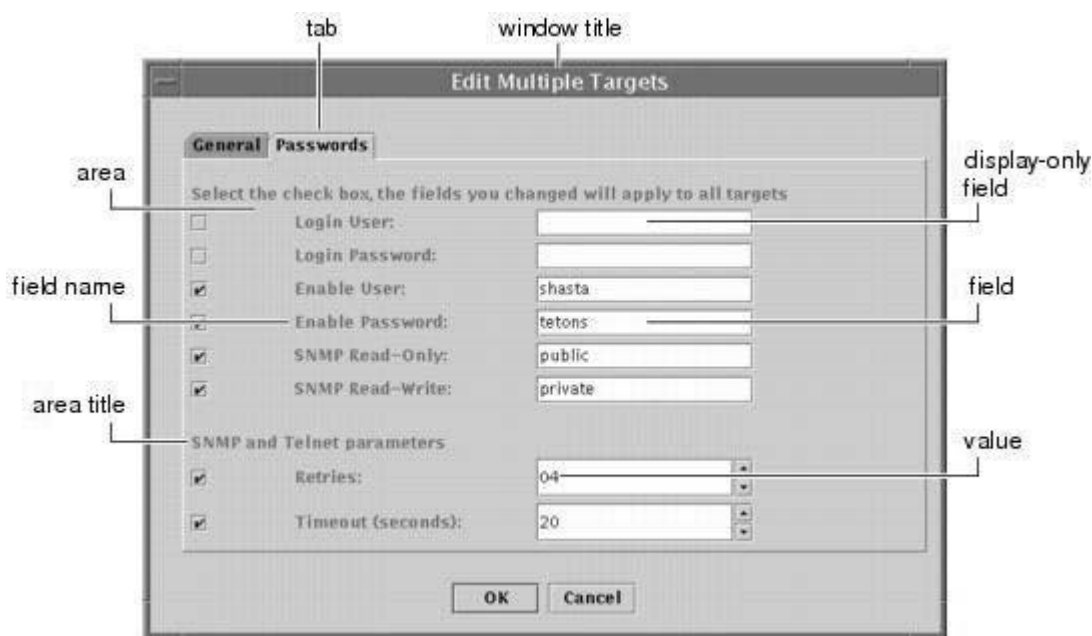 tab window title
Edit Multiple Targets
General Passwords
area
display-only
field
Select the check box, the fields you changed will apply to all targets
Login User:
Login Password:
field name
Enable User: shasta
field
Enable Password: tetons
SNMP Read-Only: public
SNMP Read-Write: private
area title
SNMP and Telnet parameters
value
Retries: 04
Timeout (seconds): 20
OK Cancel